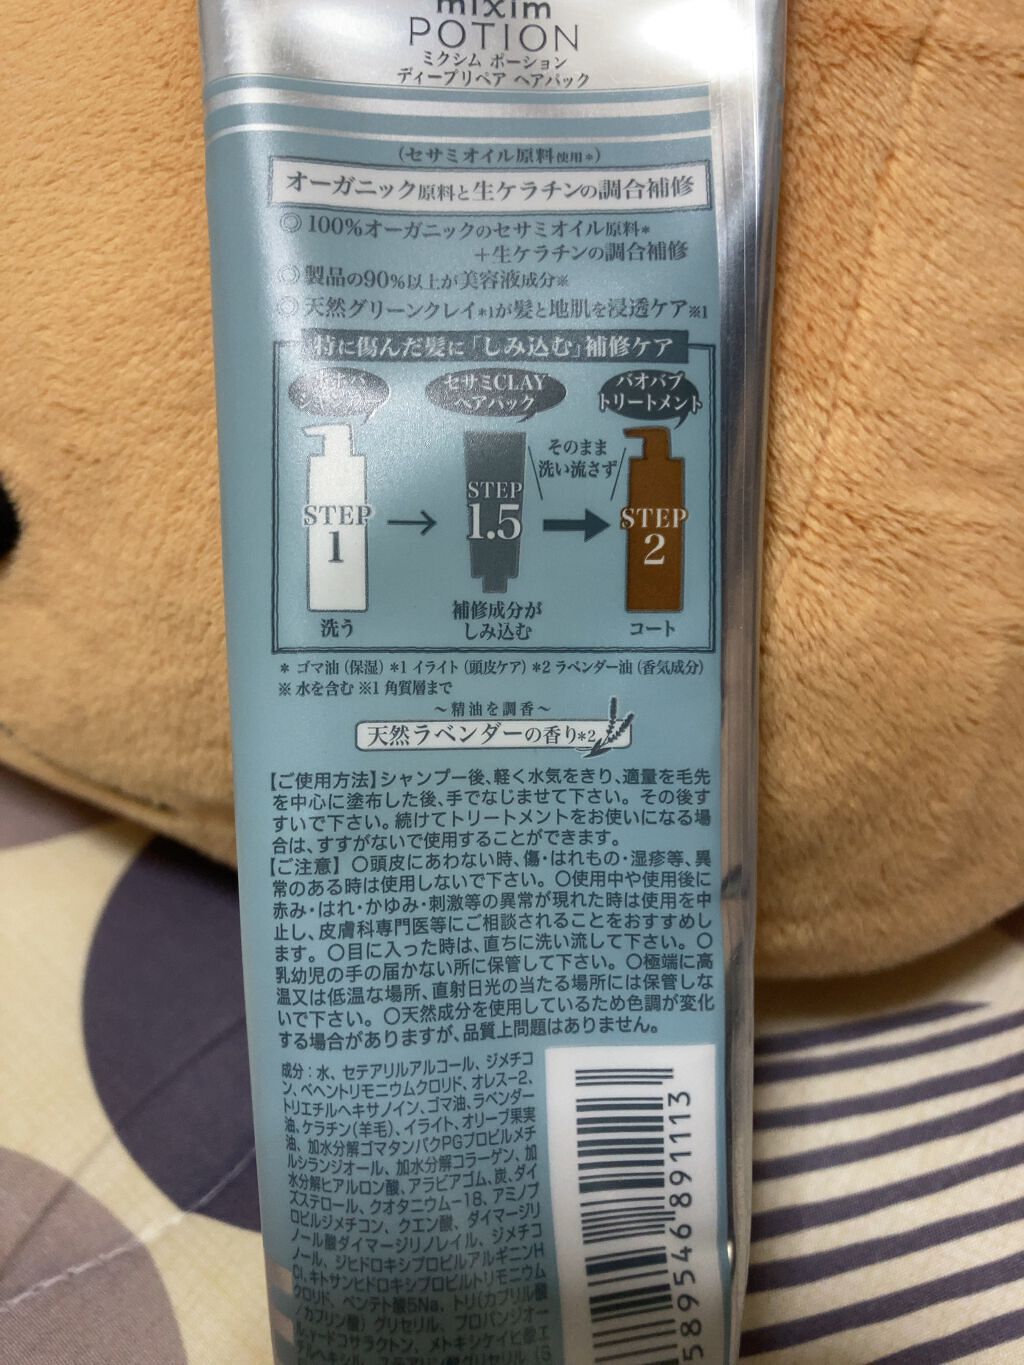 mixim
POTION
ミクシム ポーション
ディープリペア ヘアパック
(セサミオイル原料使用*)
オーガニック原料と生ケラチンの調合補修
◎100%オーガニックのセサミオイル原料*
+生ケラチンの調合補修
◎製品の90%以上が美容液成分※
◎天然グリーンクレイ*1が髪と地肌を浸透ケア※1
特に傷んだ髪に「しみ込む」補修ケア
セサミCLAY
ヘアパック
バオバブ
トリートメント
そのまま
洗い流さず
STEP
1
STEP
1.5
STEP
2
洗う
補修成分が
しみ込む
コート
* ゴマ油(保湿) *1 イライト(頭皮ケア) *2 ラベンダー油(香気成分)
※ 水を含む ※1 角質層まで
~精油を調香~
天然ラベンダーの香り*2
【ご使用方法】シャンプー後、軽く水気をきり、適量を毛先
を中心に塗布した後、手でなじませて下さい。その後す
すいで下さい。続けてトリートメントをお使いになる場
合は、すすがないで使用することができます。
【ご注意】○頭皮にあわない時、傷・はれもの・湿疹等、異
常のある時は使用しないで下さい。○使用中や使用後に
赤み・はれ・かゆみ・刺激等の異常が現れた時は使用を中
止し、皮膚科専門医等にご相談されることをおすすめし
ます。○目に入った時は、直ちに洗い流して下さい。○
乳幼児の手の届かない所に保管して下さい。○極端に高
温又は低温な場所、直射日光の当たる場所には保管しな
いで下さい。○天然成分を使用しているため色調が変化
する場合がありますが、品質上問題はありません。
成分:水、セテアリルアルコール、ジメチコ
ン、ベヘントリモニウムクロリド、オレス-2、
トリエチルヘキサノイン、ゴマ油、ラベンダー
油、ケラチン(羊毛)、イライト、オリーブ果実
油、加水分解ゴマタンパクPGプロピルメチ
ルシランジオール、加水分解コラーゲン、加
水分解ヒアルロン酸、アラビアゴム、炭、ダイ
ズステロール、クオタニウム-18、アミノプ
ロピルジメチコン、クエン酸、ダイマージリ
ノール酸ダイマージリノレイル、ジメチコ
ノール、ジヒドロキシプロピルアルギニンH
Cl、キトサンヒドロキシプロピルトリモニウム
クロリド、ペンテト酸5Na、トリ(カプリル酸
/カプリン酸)グリセリル、プロパンジオー
ル、γ-ドコサラクトン、メトキシケイヒ酸エ
チルヘキシル、ステアリン酸グリセリル(S
589546891113